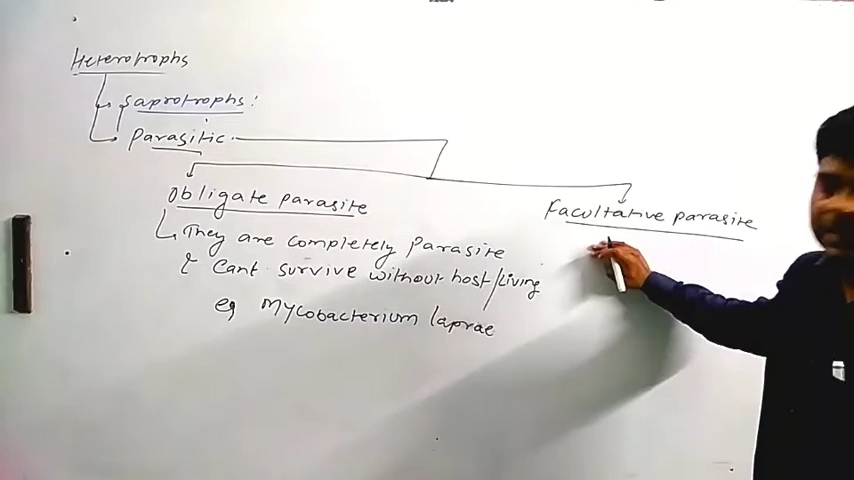 Heterotrophs
Saprotrophs:
Parasitic
Obligate parasite
Facultative parasite
They are completely Parasite
& Cant survive without host/Living
eg Mycobacterium laprae